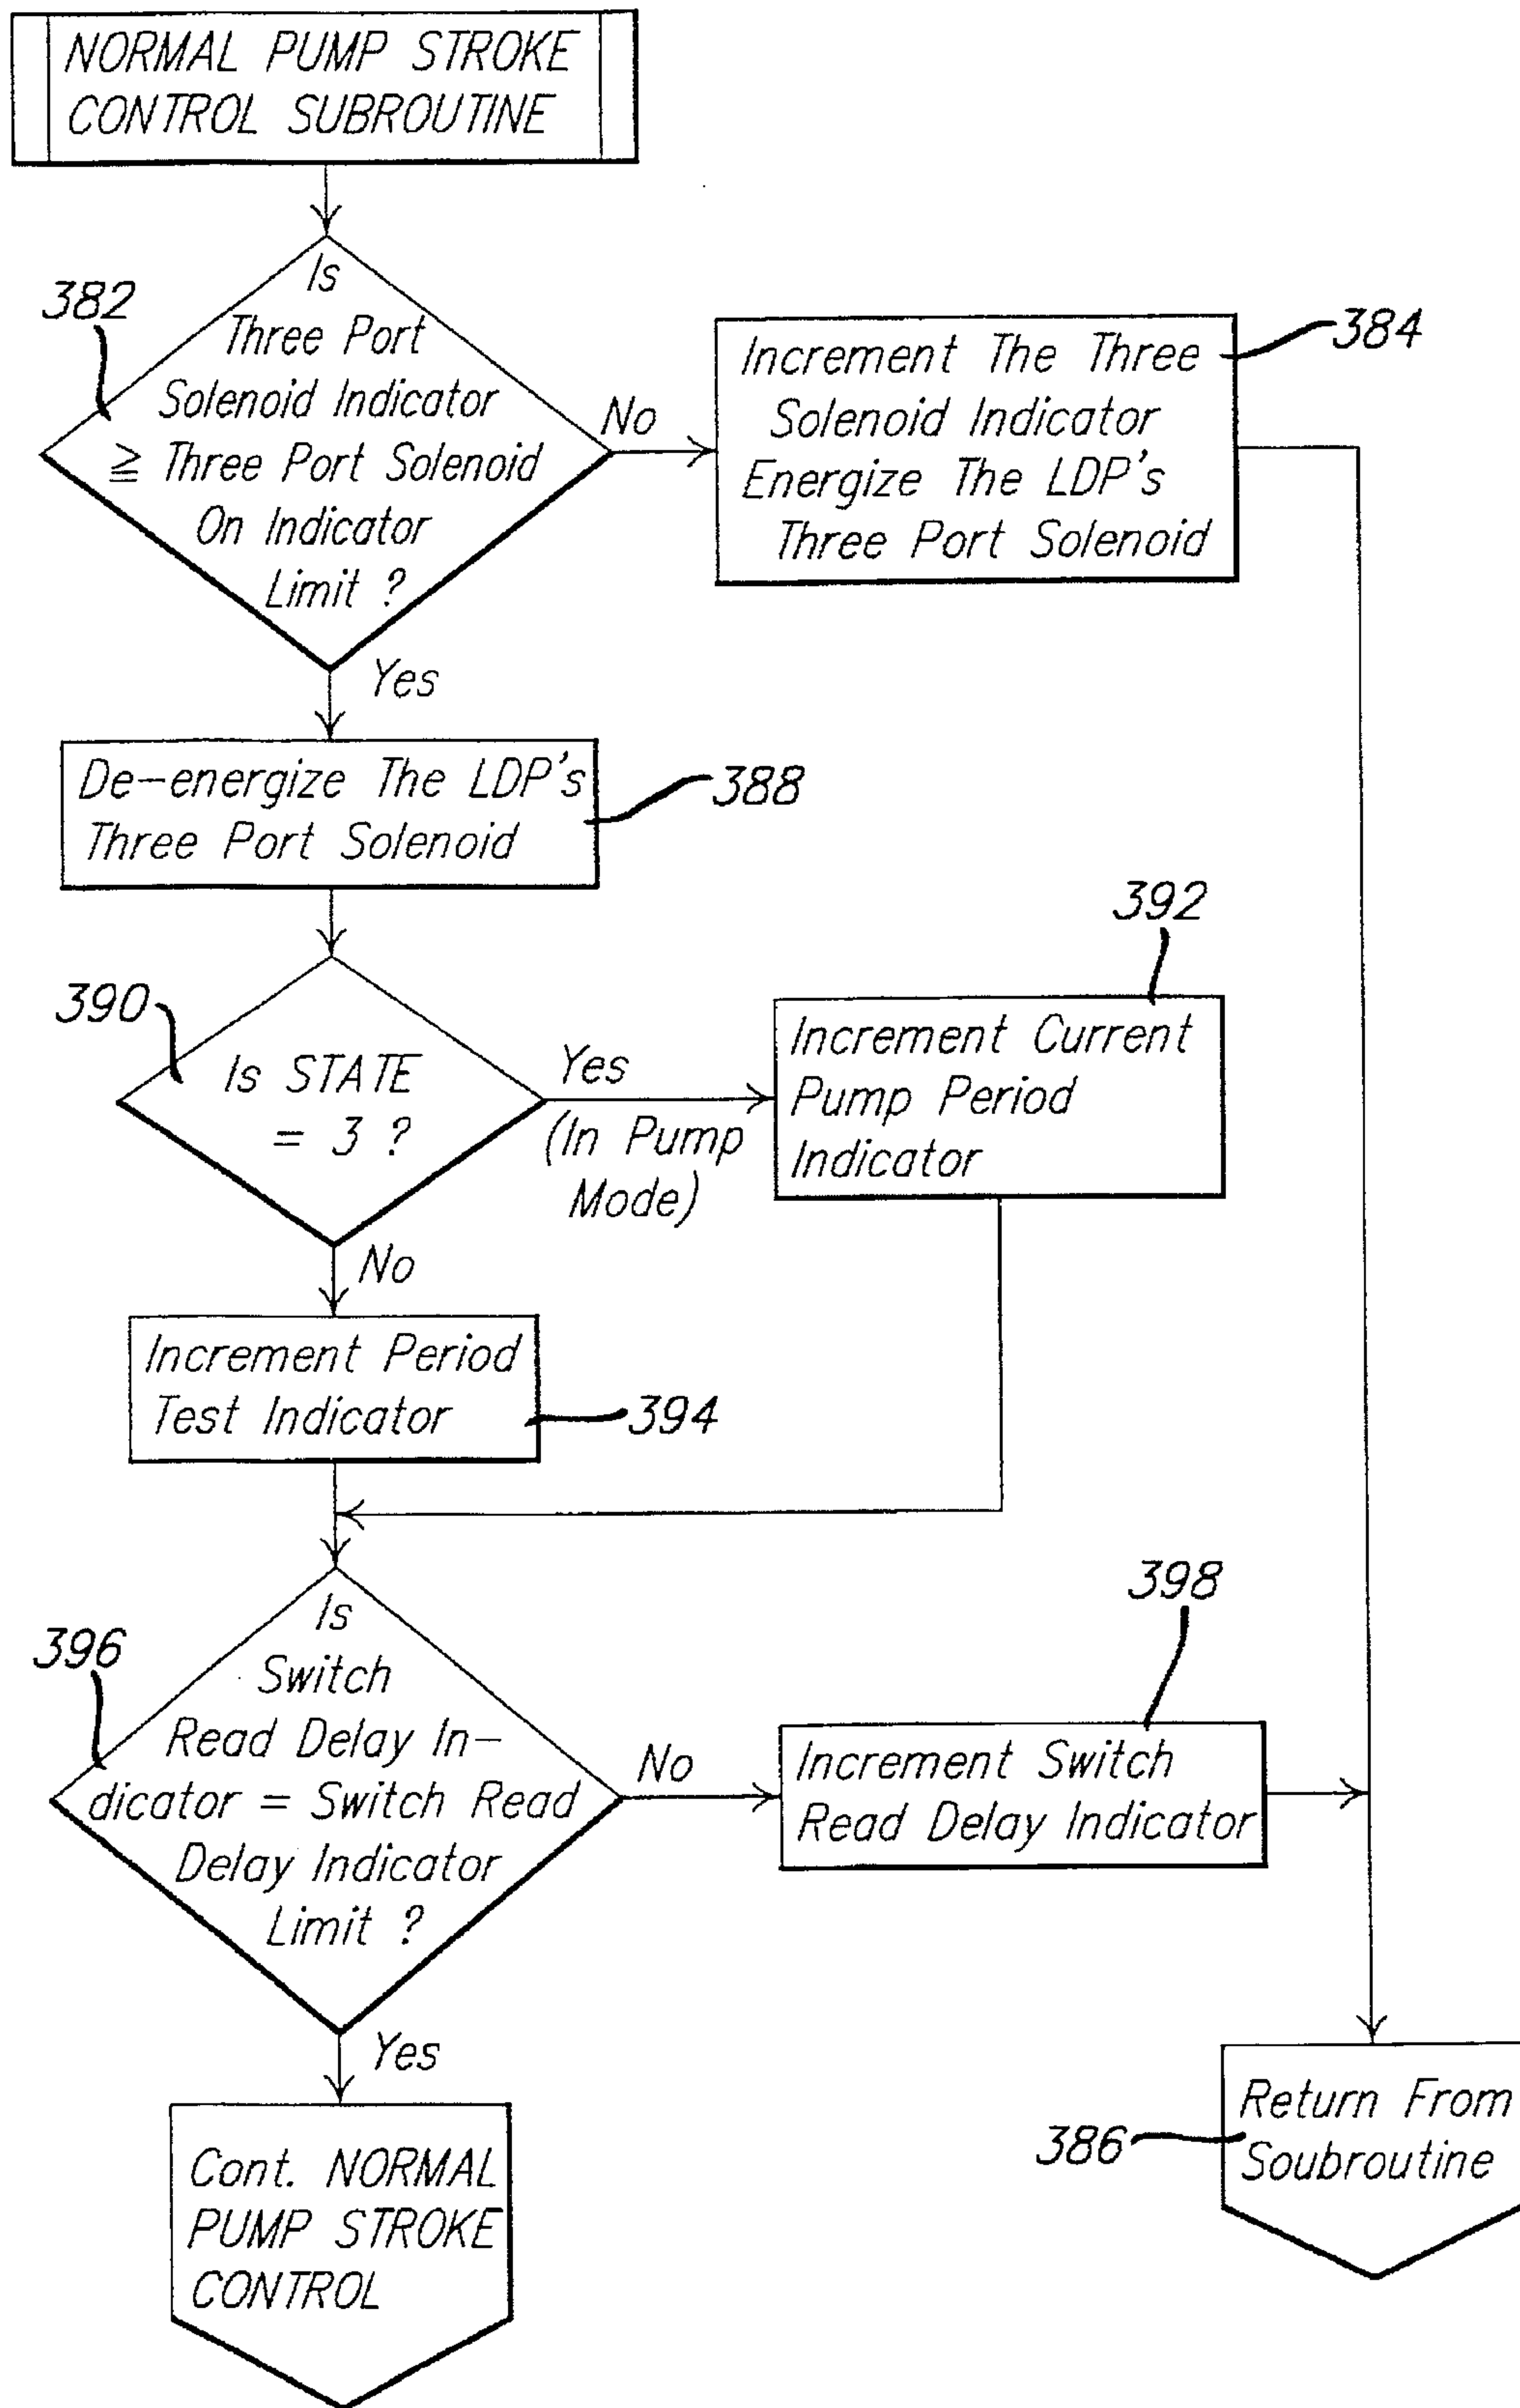 NORMAL PUMP STROKE
CONTROL SUBROUTINE
382
Is
Three Port
Solenoid Indicator
≧ Three Port Solenoid
On Indicator
Limit ?
No
Increment The Three
Solenoid Indicator
Energize The LDP's
Three Port Solenoid
384
Yes
De-energize The LDP's
Three Port Solenoid
388
390
Is STATE
= 3 ?
Yes
(In Pump
Mode)
392
Increment Current
Pump Period
Indicator
No
Increment Period
Test Indicator
394
396
Is
Switch
Read Delay In-
dicator = Switch Read
Delay Indicator
Limit ?
No
398
Increment Switch
Read Delay Indicator
Yes
Cont. NORMAL
PUMP STROKE
CONTROL
386
Return From
Soubroutine